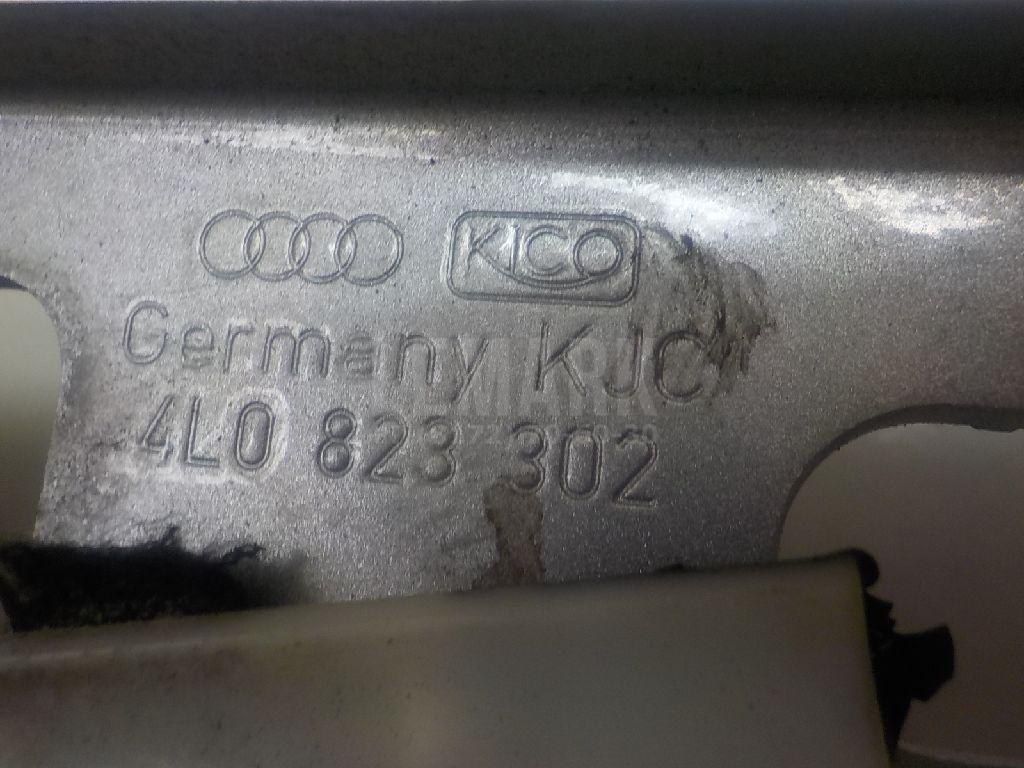 KICO
Germany KJC
4L0 823 302